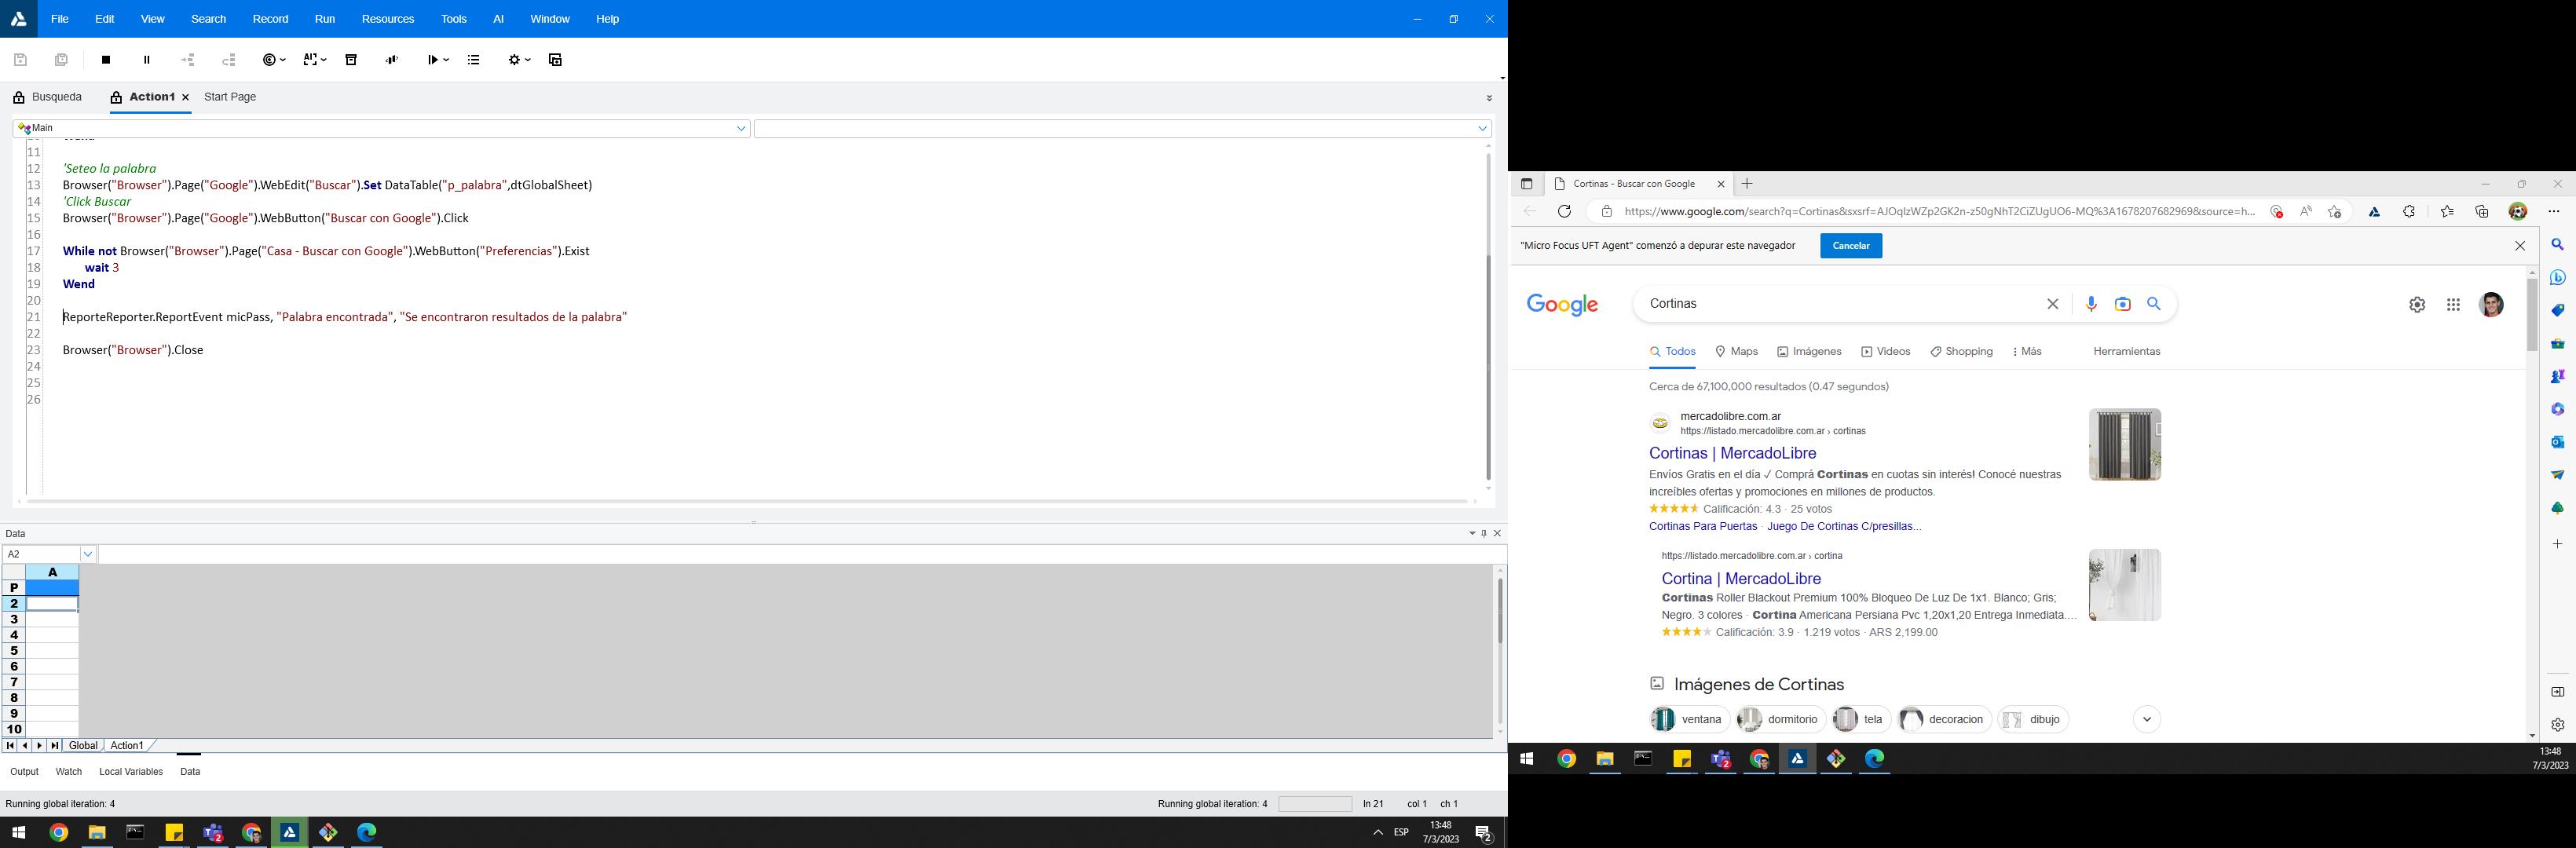 File Edit View Search Record Run Resources Tools AI Window Help
Busqueda Action1 Start Page
Main
11
12 'Seteo la palabra
13 Browser("Browser").Page("Google").WebEdit("Buscar").Set DataTable("p_palabra",dtGlobalSheet)
14 'Click Buscar
15 Browser("Browser").Page("Google").WebButton("Buscar con Google").Click
16
17 While not Browser("Browser").Page("Casa - Buscar con Google").WebButton("Preferencias").Exist
18 wait 3
19 Wend
20
21 ReporteReporter.ReportEvent micPass, "Palabra encontrada", "Se encontraron resultados de la palabra"
22
23 Browser("Browser").Close
24
25
26
Data
A2
A
P
2
3
4
5
6
7
8
9
10
Global Action1
Output Watch Local Variables Data
Running global iteration: 4 Running global iteration: 4 ln 21 col 1 ch 1
ESP 13:48
7/3/2023 2
Cortinas - Buscar con Google
https://www.google.com/search?q=Cortinas&sxsrf=AJOqlzWZp2GK2n-z50gNhT2CiZUgUO6-MQ%3A1678207682969&source=h...
"Micro Focus UFT Agent" comenzó a depurar este navegador Cancelar
Google Cortinas
Todos Maps Imágenes Videos Shopping Más Herramientas
Cerca de 67,100,000 resultados (0.47 segundos)
mercadolibre.com.ar
https://listado.mercadolibre.com.ar › cortinas
Cortinas | MercadoLibre
Envíos Gratis en el día ✓ Comprá Cortinas en cuotas sin interés! Conocé nuestras
increíbles ofertas y promociones en millones de productos.
Calificación: 4.3 · 25 votos
Cortinas Para Puertas · Juego De Cortinas C/presillas...
https://listado.mercadolibre.com.ar › cortina
Cortina | MercadoLibre
Cortinas Roller Blackout Premium 100% Bloqueo De Luz De 1x1. Blanco; Gris;
Negro. 3 colores · Cortina Americana Persiana Pvc 1,20x1,20 Entrega Inmediata....
Calificación: 3.9 · 1.219 votos · ARS 2,199.00
Imágenes de Cortinas
ventana dormitorio tela decoracion dibujo
13:48
7/3/2023